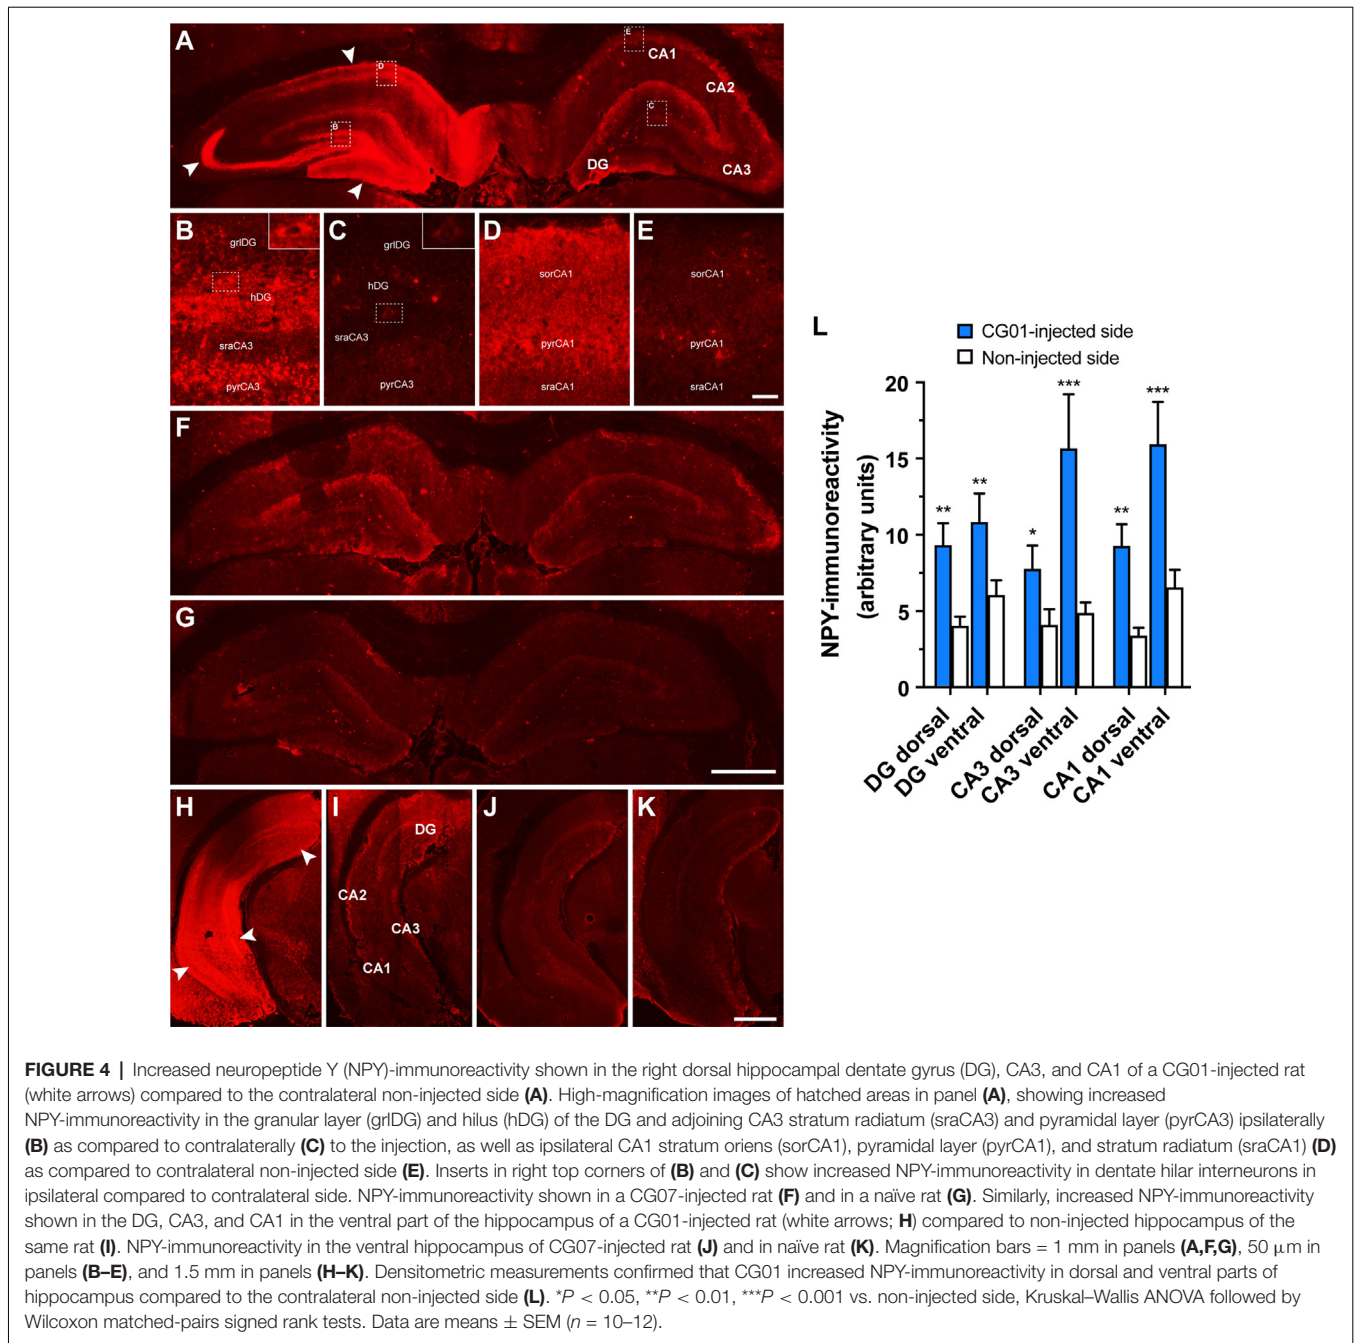 A
D
B
E
CA1
CA2
C
DG
CA3
B
grlDG
hDG
sraCA3
pyrCA3
C
grlDG
hDG
sraCA3
pyrCA3
D
sorCA1
pyrCA1
sraCA1
E
sorCA1
pyrCA1
sraCA1
F
G
H
I
DG
CA2
CA3
CA1
J
K
L
CG01-injected side
Non-injected side
NPY-immunoreactivity
(arbitrary units)
20
15
10
5
0
**
**
*
***
**
***
DG dorsal
DG ventral
CA3 dorsal
CA3 ventral
CA1 dorsal
CA1 ventral
FIGURE 4 | Increased neuropeptide Y (NPY)-immunoreactivity shown in the right dorsal hippocampal dentate gyrus (DG), CA3, and CA1 of a CG01-injected rat
(white arrows) compared to the contralateral non-injected side (A). High-magnification images of hatched areas in panel (A), showing increased
NPY-immunoreactivity in the granular layer (grlDG) and hilus (hDG) of the DG and adjoining CA3 stratum radiatum (sraCA3) and pyramidal layer (pyrCA3) ipsilaterally
(B) as compared to contralaterally (C) to the injection, as well as ipsilateral CA1 stratum oriens (sorCA1), pyramidal layer (pyrCA1), and stratum radiatum (sraCA1) (D)
as compared to contralateral non-injected side (E). Inserts in right top corners of (B) and (C) show increased NPY-immunoreactivity in dentate hilar interneurons in
ipsilateral compared to contralateral side. NPY-immunoreactivity shown in a CG07-injected rat (F) and in a naïve rat (G). Similarly, increased NPY-immunoreactivity
shown in the DG, CA3, and CA1 in the ventral part of the hippocampus of a CG01-injected rat (white arrows; H) compared to non-injected hippocampus of the
same rat (I). NPY-immunoreactivity in the ventral hippocampus of CG07-injected rat (J) and in naïve rat (K). Magnification bars = 1 mm in panels (A,F,G), 50 μm in
panels (B–E), and 1.5 mm in panels (H–K). Densitometric measurements confirmed that CG01 increased NPY-immunoreactivity in dorsal and ventral parts of
hippocampus compared to the contralateral non-injected side (L). *P < 0.05, **P < 0.01, ***P < 0.001 vs. non-injected side, Kruskal–Wallis ANOVA followed by
Wilcoxon matched-pairs signed rank tests. Data are means ± SEM (n = 10–12).